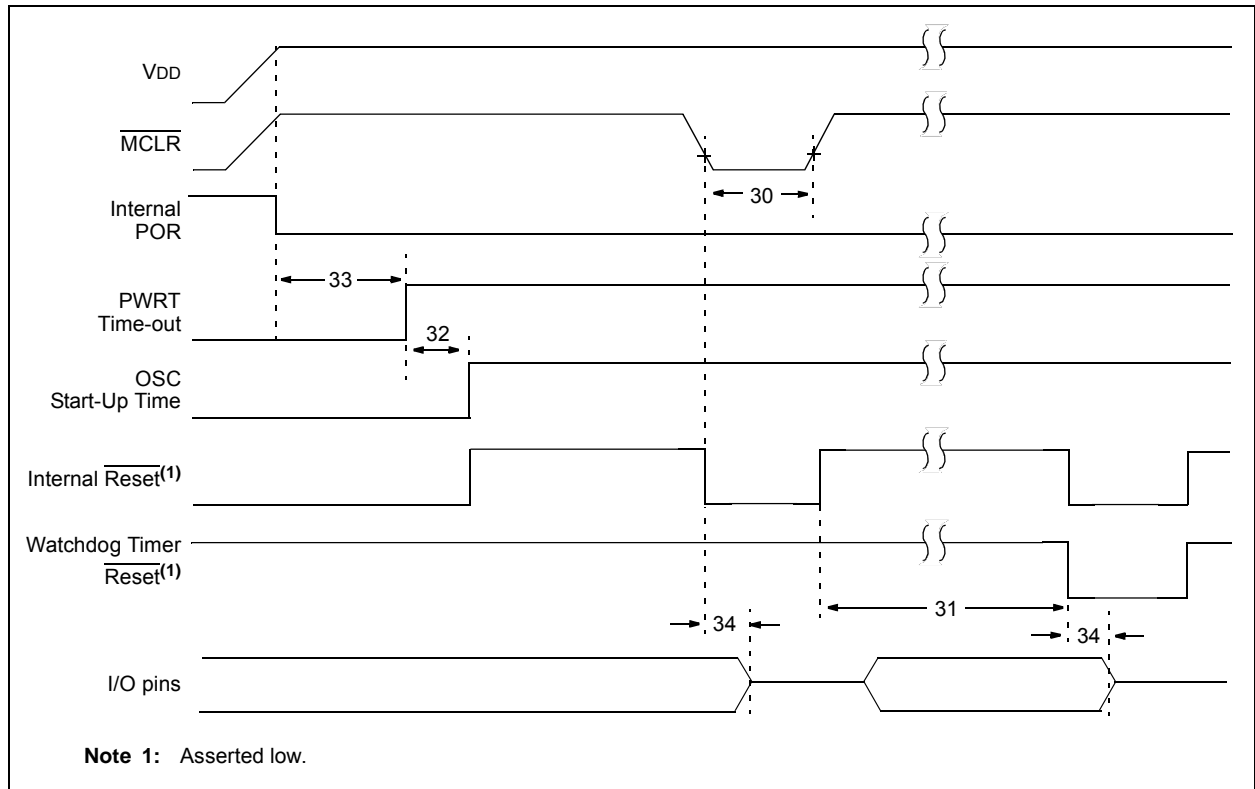 VDD
MCLR
30
Internal
POR
33
PWRT
Time-out
32
OSC
Start-Up Time
Internal Reset(1)
Watchdog Timer
Reset(1)
31
34
34
I/O pins
Note 1: Asserted low.